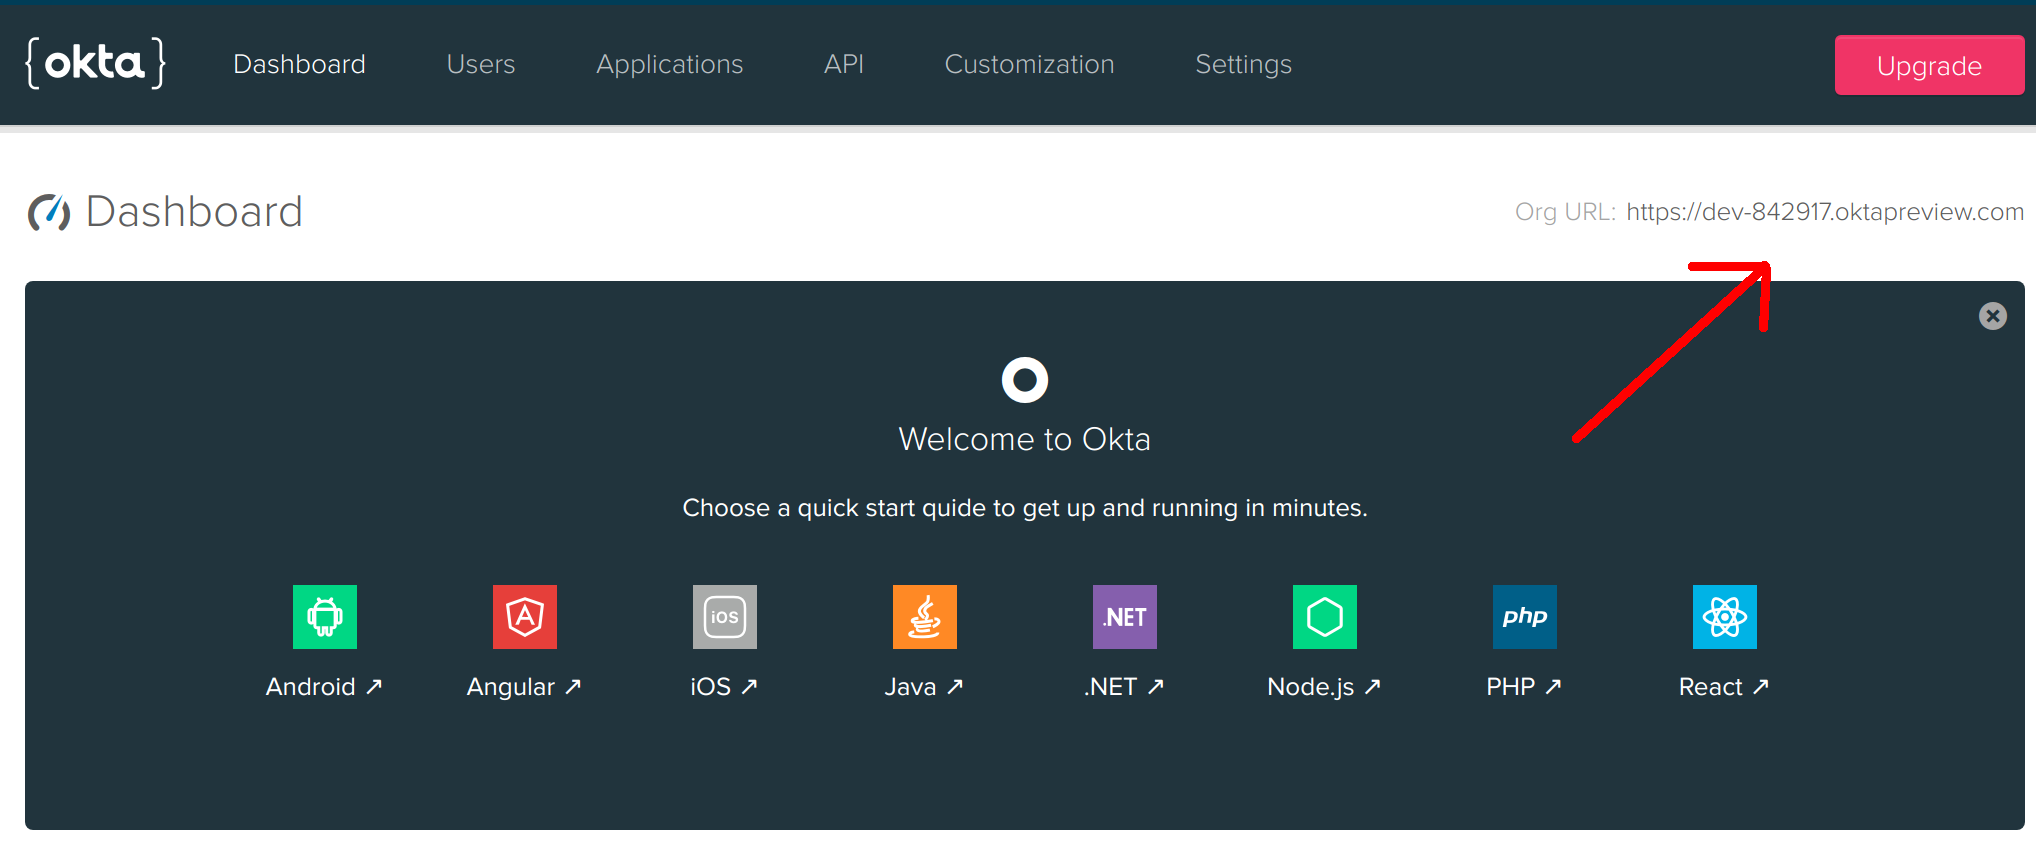 {okta} Dashboard Users Applications API Customization Settings Upgrade
Dashboard Org URL: https://dev-842917.oktapreview.com
Welcome to Okta
Choose a quick start guide to get up and running in minutes.
iOS .NET php
Android ↗ Angular ↗ iOS ↗ Java ↗ .NET ↗ Node.js ↗ PHP ↗ React ↗